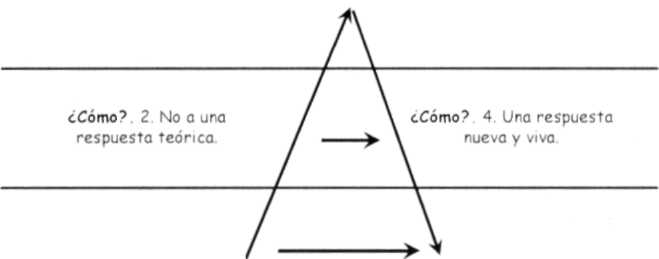 ¿Cómo?. 2. No a una
respuesta teórica.
¿Cómo?. 4. Una respuesta
nueva y viva.